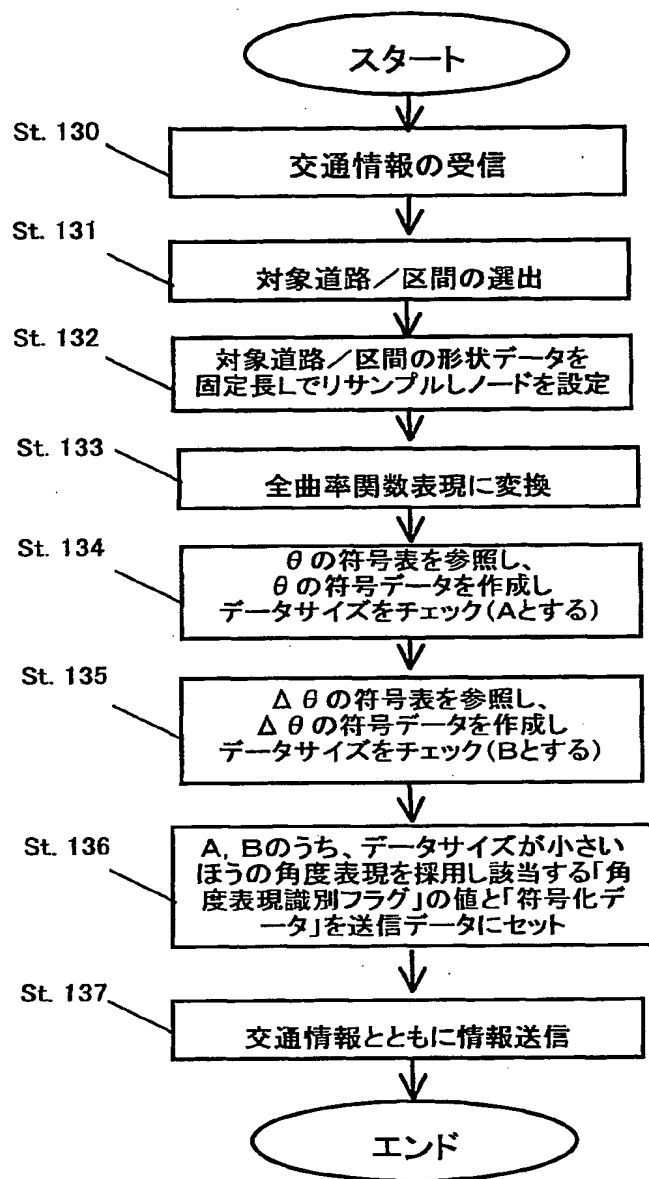 スタート
St. 130
交通情報の受信
St. 131
対象道路／区間の選出
St. 132
対象道路／区間の形状データを
固定長Lでリサンプルしノードを設定
St. 133
全曲率関数表現に変換
St. 134
θの符号表を参照し、
θの符号データを作成し
データサイズをチェック(Aとする)
St. 135
Δθの符号表を参照し、
Δθの符号データを作成し
データサイズをチェック(Bとする)
St. 136
A, Bのうち、データサイズが小さい
ほうの角度表現を採用し該当する「角
度表現識別フラグ」の値と「符号化デ
ータ」を送信データにセット
St. 137
交通情報とともに情報送信
エンド